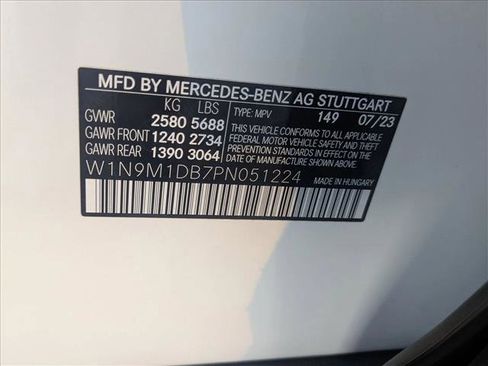 MFD BY MERCEDES-BENZ AG STUTTGART
KG LBS TYPE: MPV 149 07/23
GVWR 2580 5688
GAWR FRONT 1240 2734
GAWR REAR 1390 3064
THIS VEHICLE CONFORMS TO ALL APPLICABLE
FEDERAL MOTOR VEHICLE SAFETY AND THEFT
PREVENTION STANDARDS IN EFFECT ON THE DATE
OF MANUFACTURE SHOWN ABOVE.
W1N9M1DB7PN051224
MADE IN HUNGARY